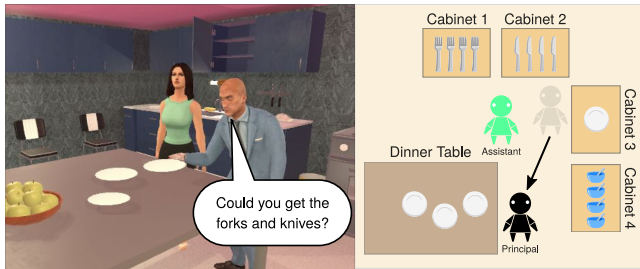 Could you get the
forks and knives?
Cabinet 1
Cabinet 2
Cabinet 3
Assistant
Dinner Table
Cabinet 4
Principal